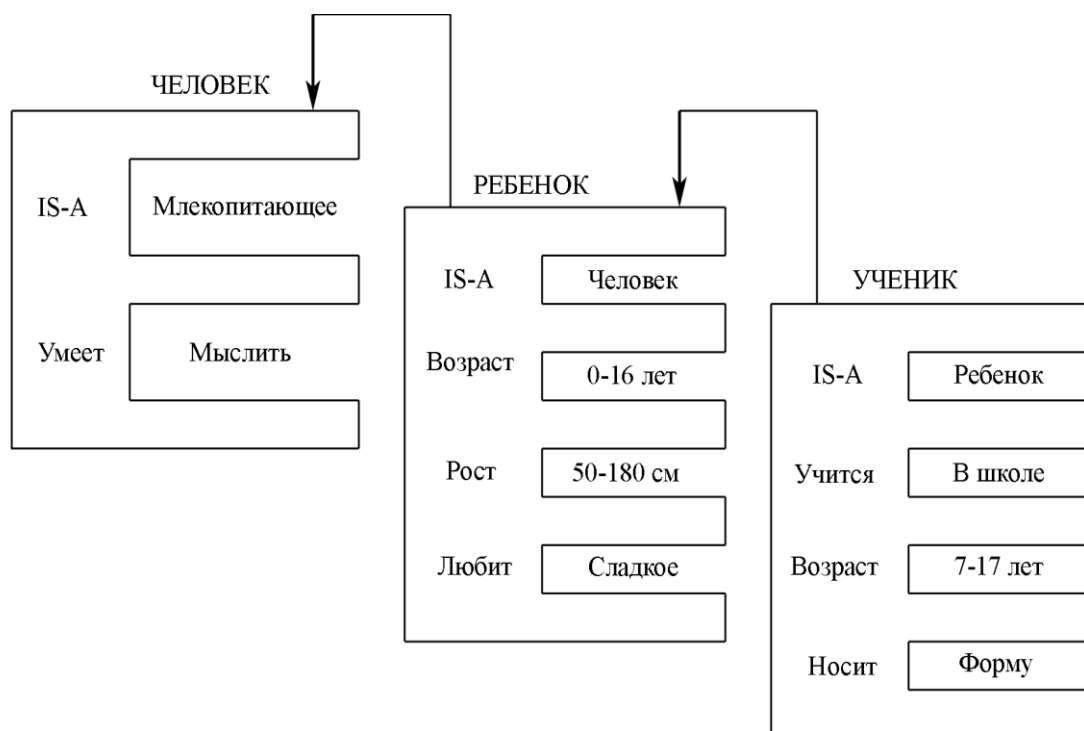 ЧЕЛОВЕК
IS-A Млекопитающее
Умеет Мыслить
РЕБЕНОК
IS-A Человек
Возраст 0-16 лет
Рост 50-180 см
Любит Сладкое
УЧЕНИК
IS-A Ребенок
Учится В школе
Возраст 7-17 лет
Носит Форму